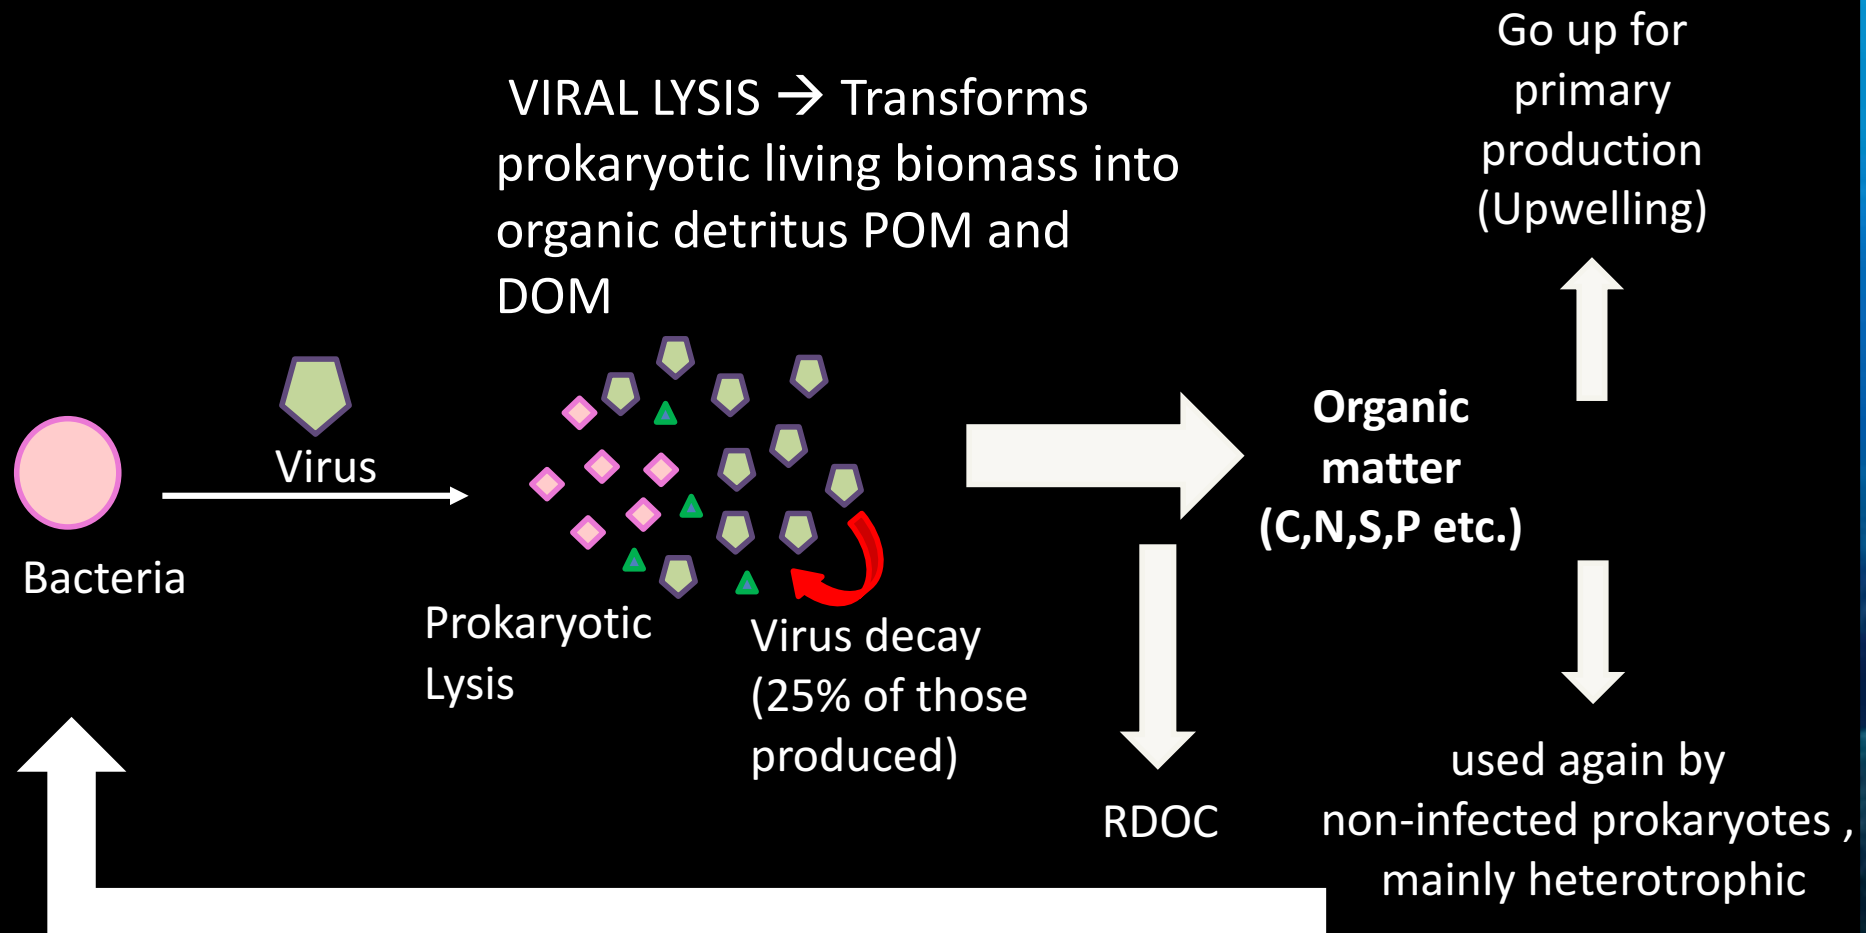 VIRAL LYSIS → Transforms
prokaryotic living biomass into
organic detritus POM and
DOM
Go up for
primary
production
(Upwelling)
Virus
Bacteria
Prokaryotic
Lysis
Virus decay
(25% of those
produced)
Organic
matter
(C,N,S,P etc.)
RDOC
used again by
non-infected prokaryotes ,
mainly heterotrophic